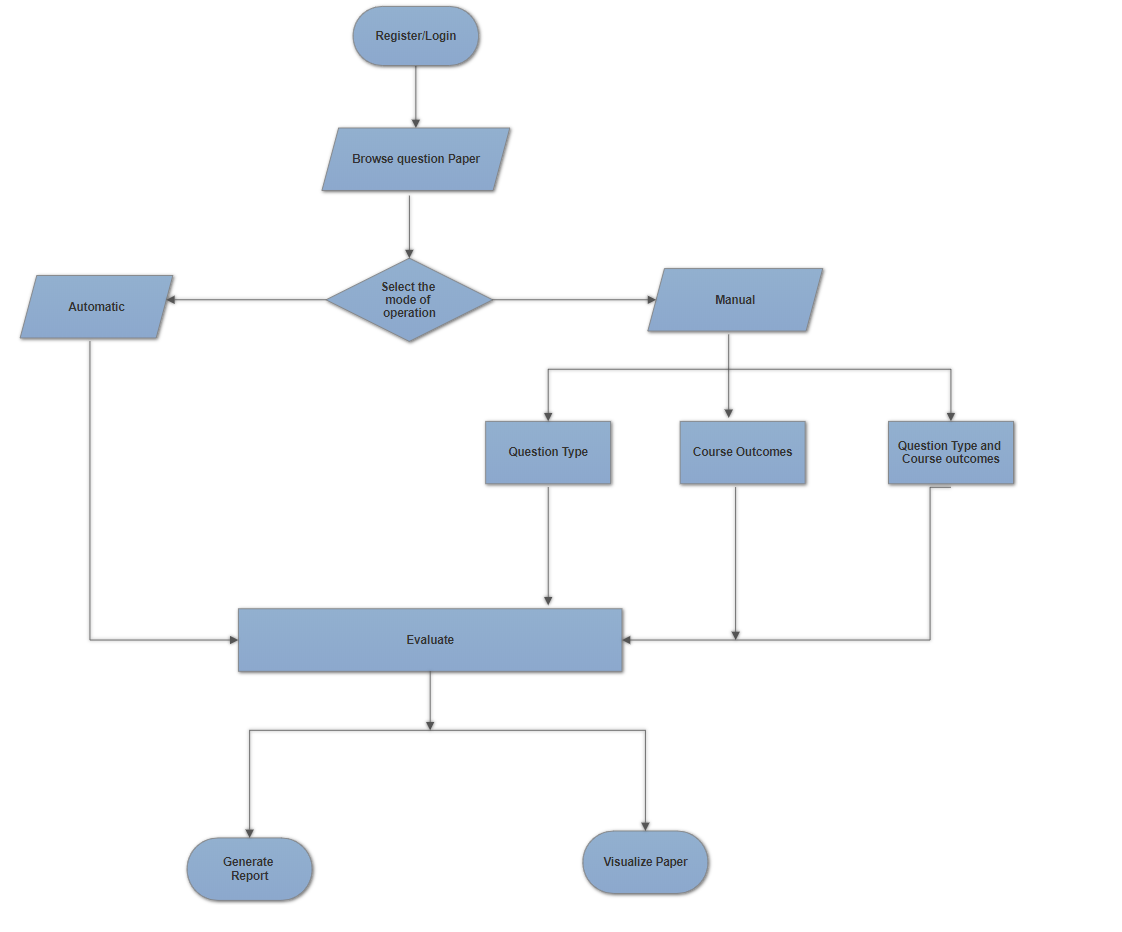 Register/Login
Browse question Paper
Select the
mode of
operation
Automatic
Manual
Question Type
Course Outcomes
Question Type and
Course outcomes
Evaluate
Generate
Report
Visualize Paper